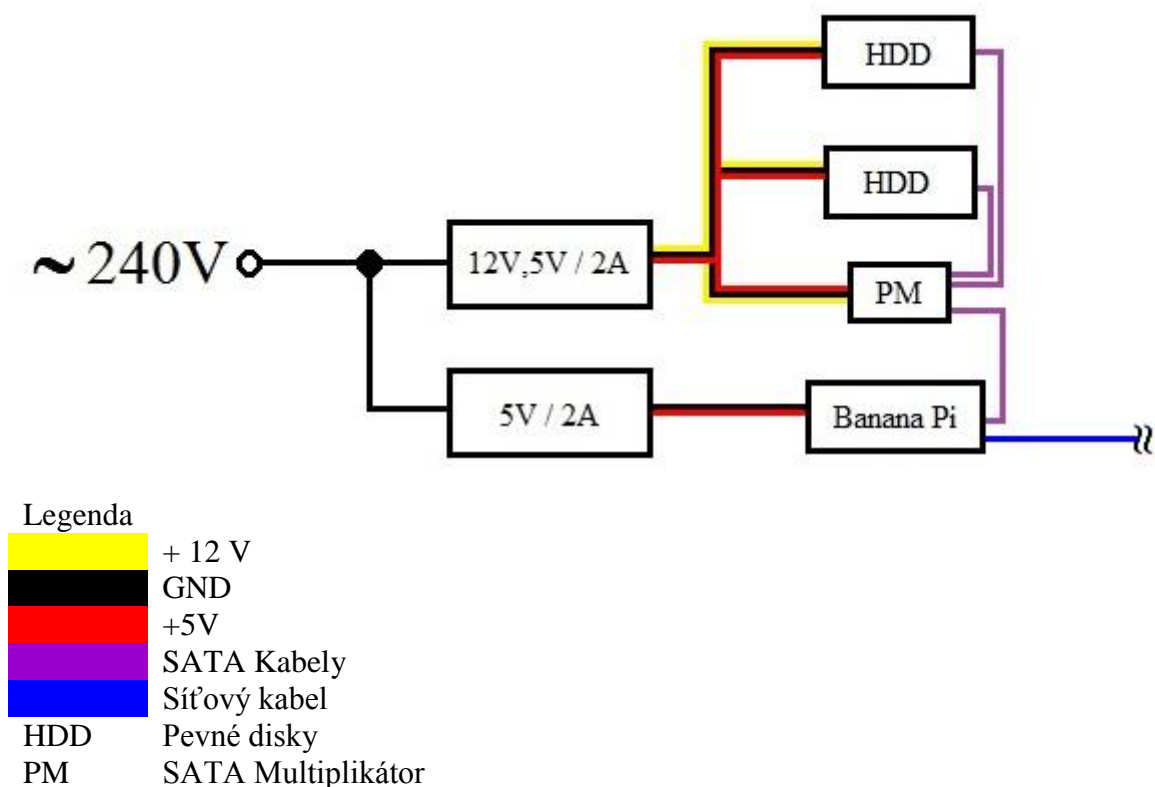 HDD
HDD
~240V
12V,5V / 2A
PM
5V / 2A
Banana Pi
Legenda
+ 12 V
GND
+5V
SATA Kabely
Síťový kabel
HDD Pevné disky
PM SATA Multiplikátor